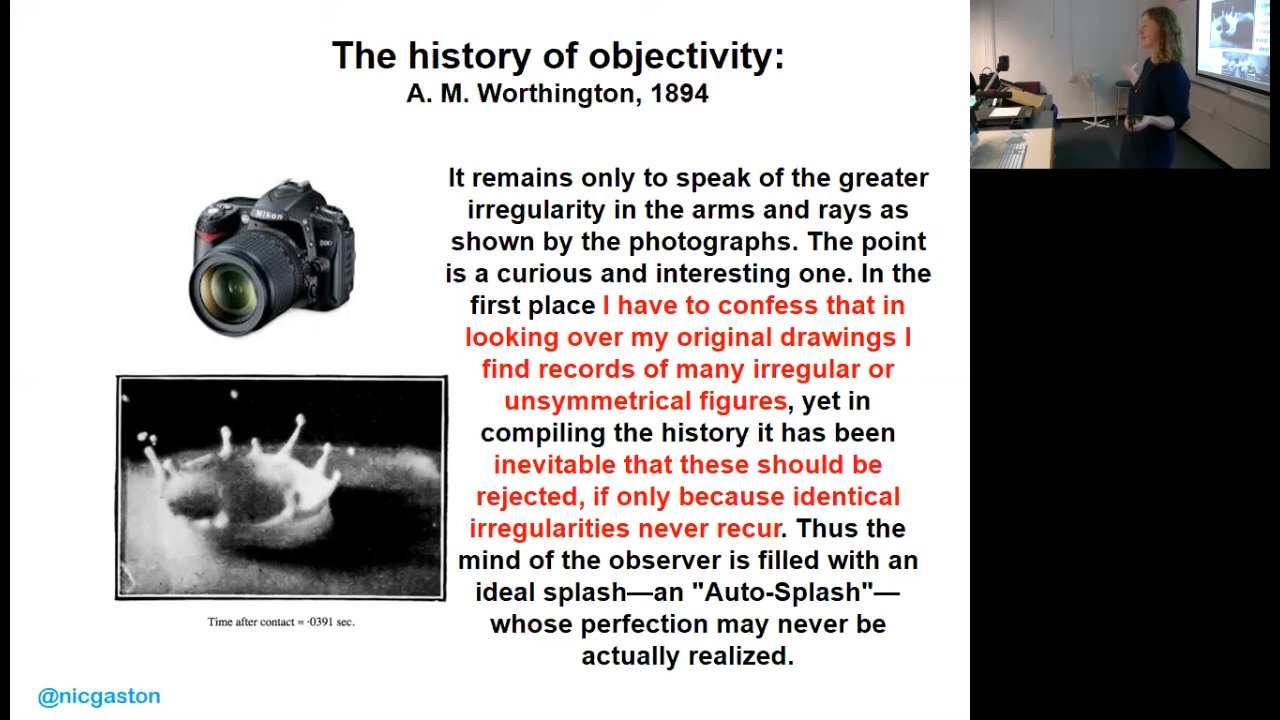 The history of objectivity:
A. M. Worthington, 1894
Nikon
It remains only to speak of the greater
irregularity in the arms and rays as
shown by the photographs. The point
is a curious and interesting one. In the
first place I have to confess that in
looking over my original drawings I
find records of many irregular or
unsymmetrical figures, yet in
compiling the history it has been
inevitable that these should be
rejected, if only because identical
irregularities never recur. Thus the
mind of the observer is filled with an
ideal splash—an "Auto-Splash"—
whose perfection may never be
actually realized.
Time after contact = ·0391 sec.
@nicgaston